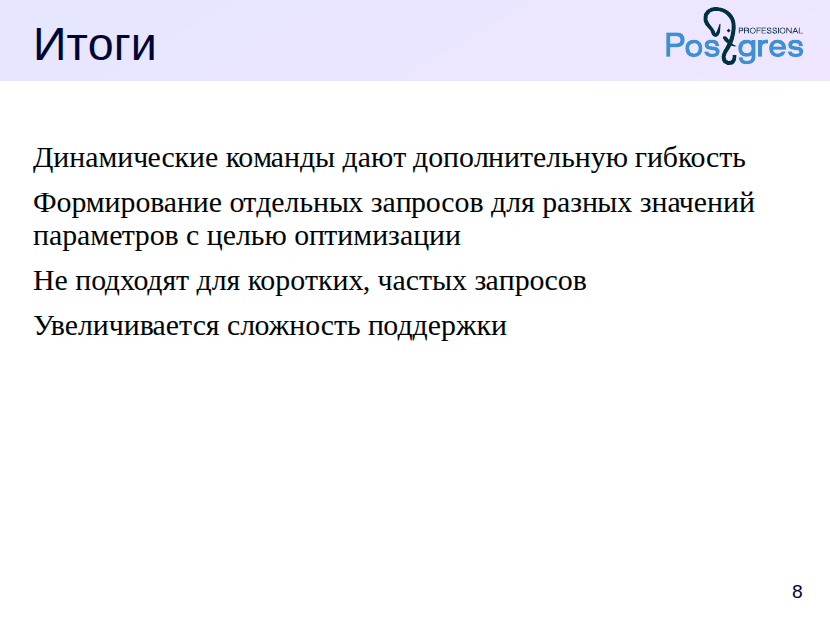 Итоги
PROFESSIONAL
Postgres
Динамические команды дают дополнительную гибкость
Формирование отдельных запросов для разных значений
параметров с целью оптимизации
Не подходят для коротких, частых запросов
Увеличивается сложность поддержки
8